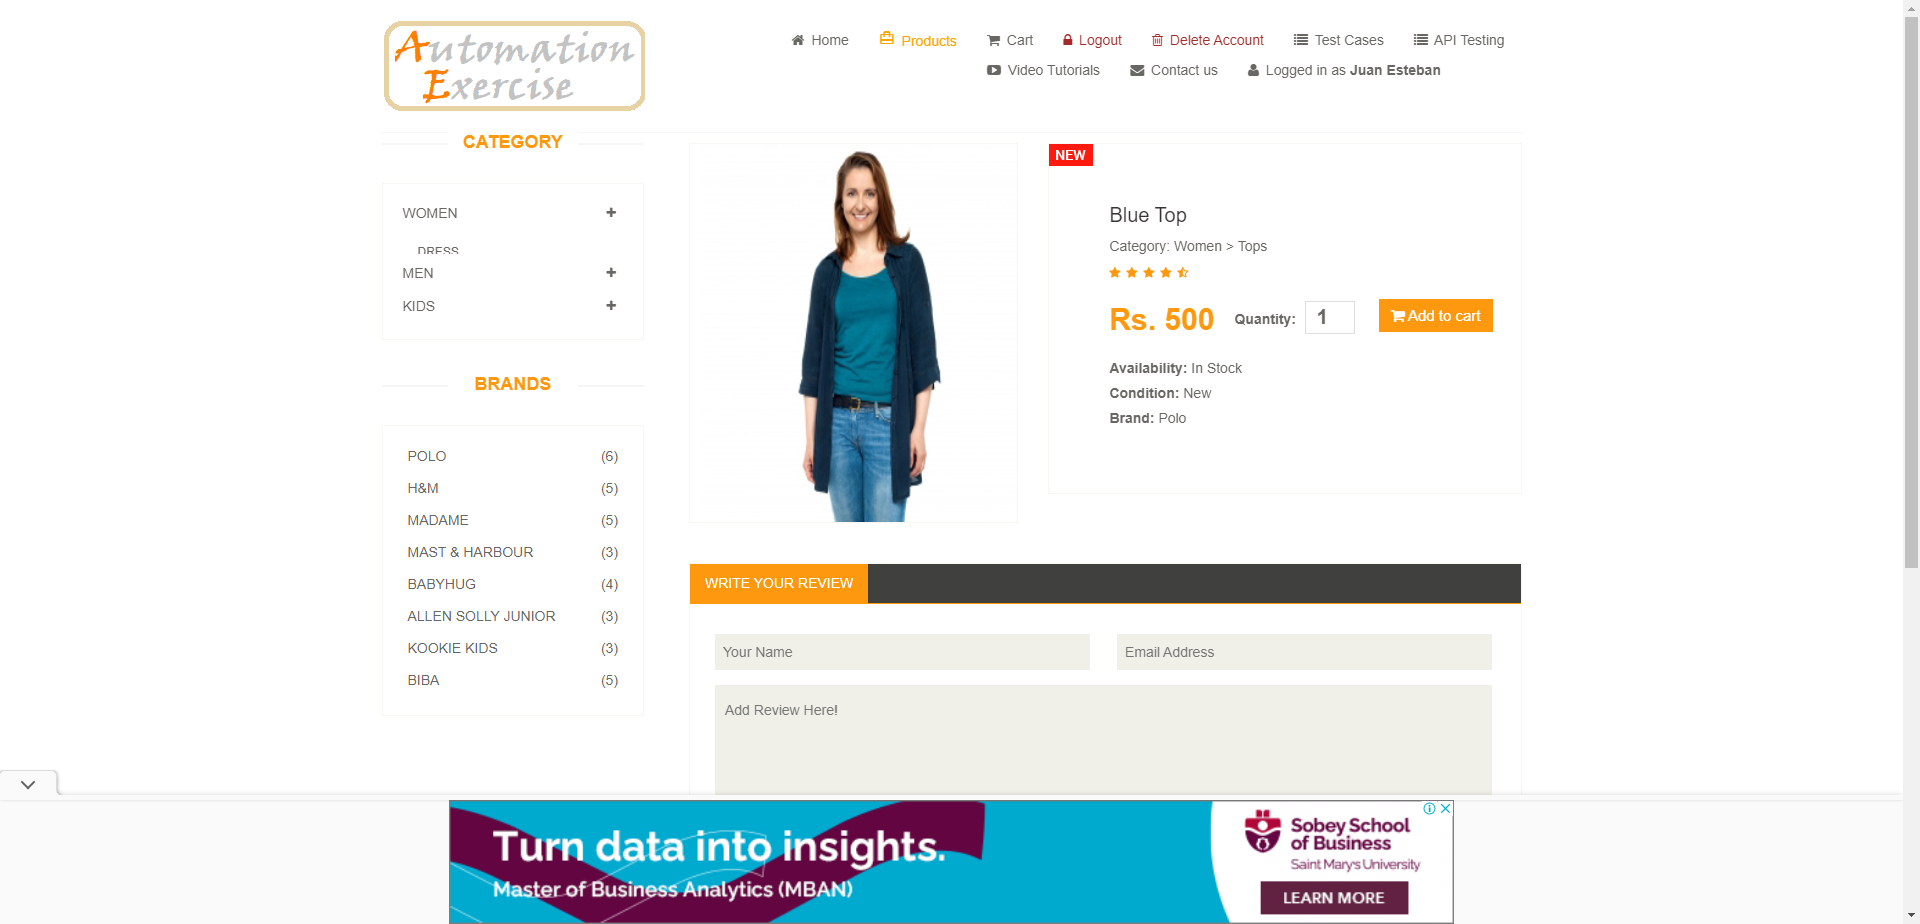 Automation
Exercise
Home
Products
Cart
Logout
Delete Account
Test Cases
API Testing
Video Tutorials
Contact us
Logged in as Juan Esteban
CATEGORY
WOMEN
DRESS
MEN
KIDS
BRANDS
POLO (6)
H&M (5)
MADAME (5)
MAST & HARBOUR (3)
BABYHUG (4)
ALLEN SOLLY JUNIOR (3)
KOOKIE KIDS (3)
BIBA (5)
NEW
Blue Top
Category: Women > Tops
Rs. 500 Quantity: 1 Add to cart
Availability: In Stock
Condition: New
Brand: Polo
WRITE YOUR REVIEW
Your Name
Email Address
Add Review Here!
Turn data into insights.
Master of Business Analytics (MBAN)
Sobey School
of Business
Saint Mary's University
LEARN MORE